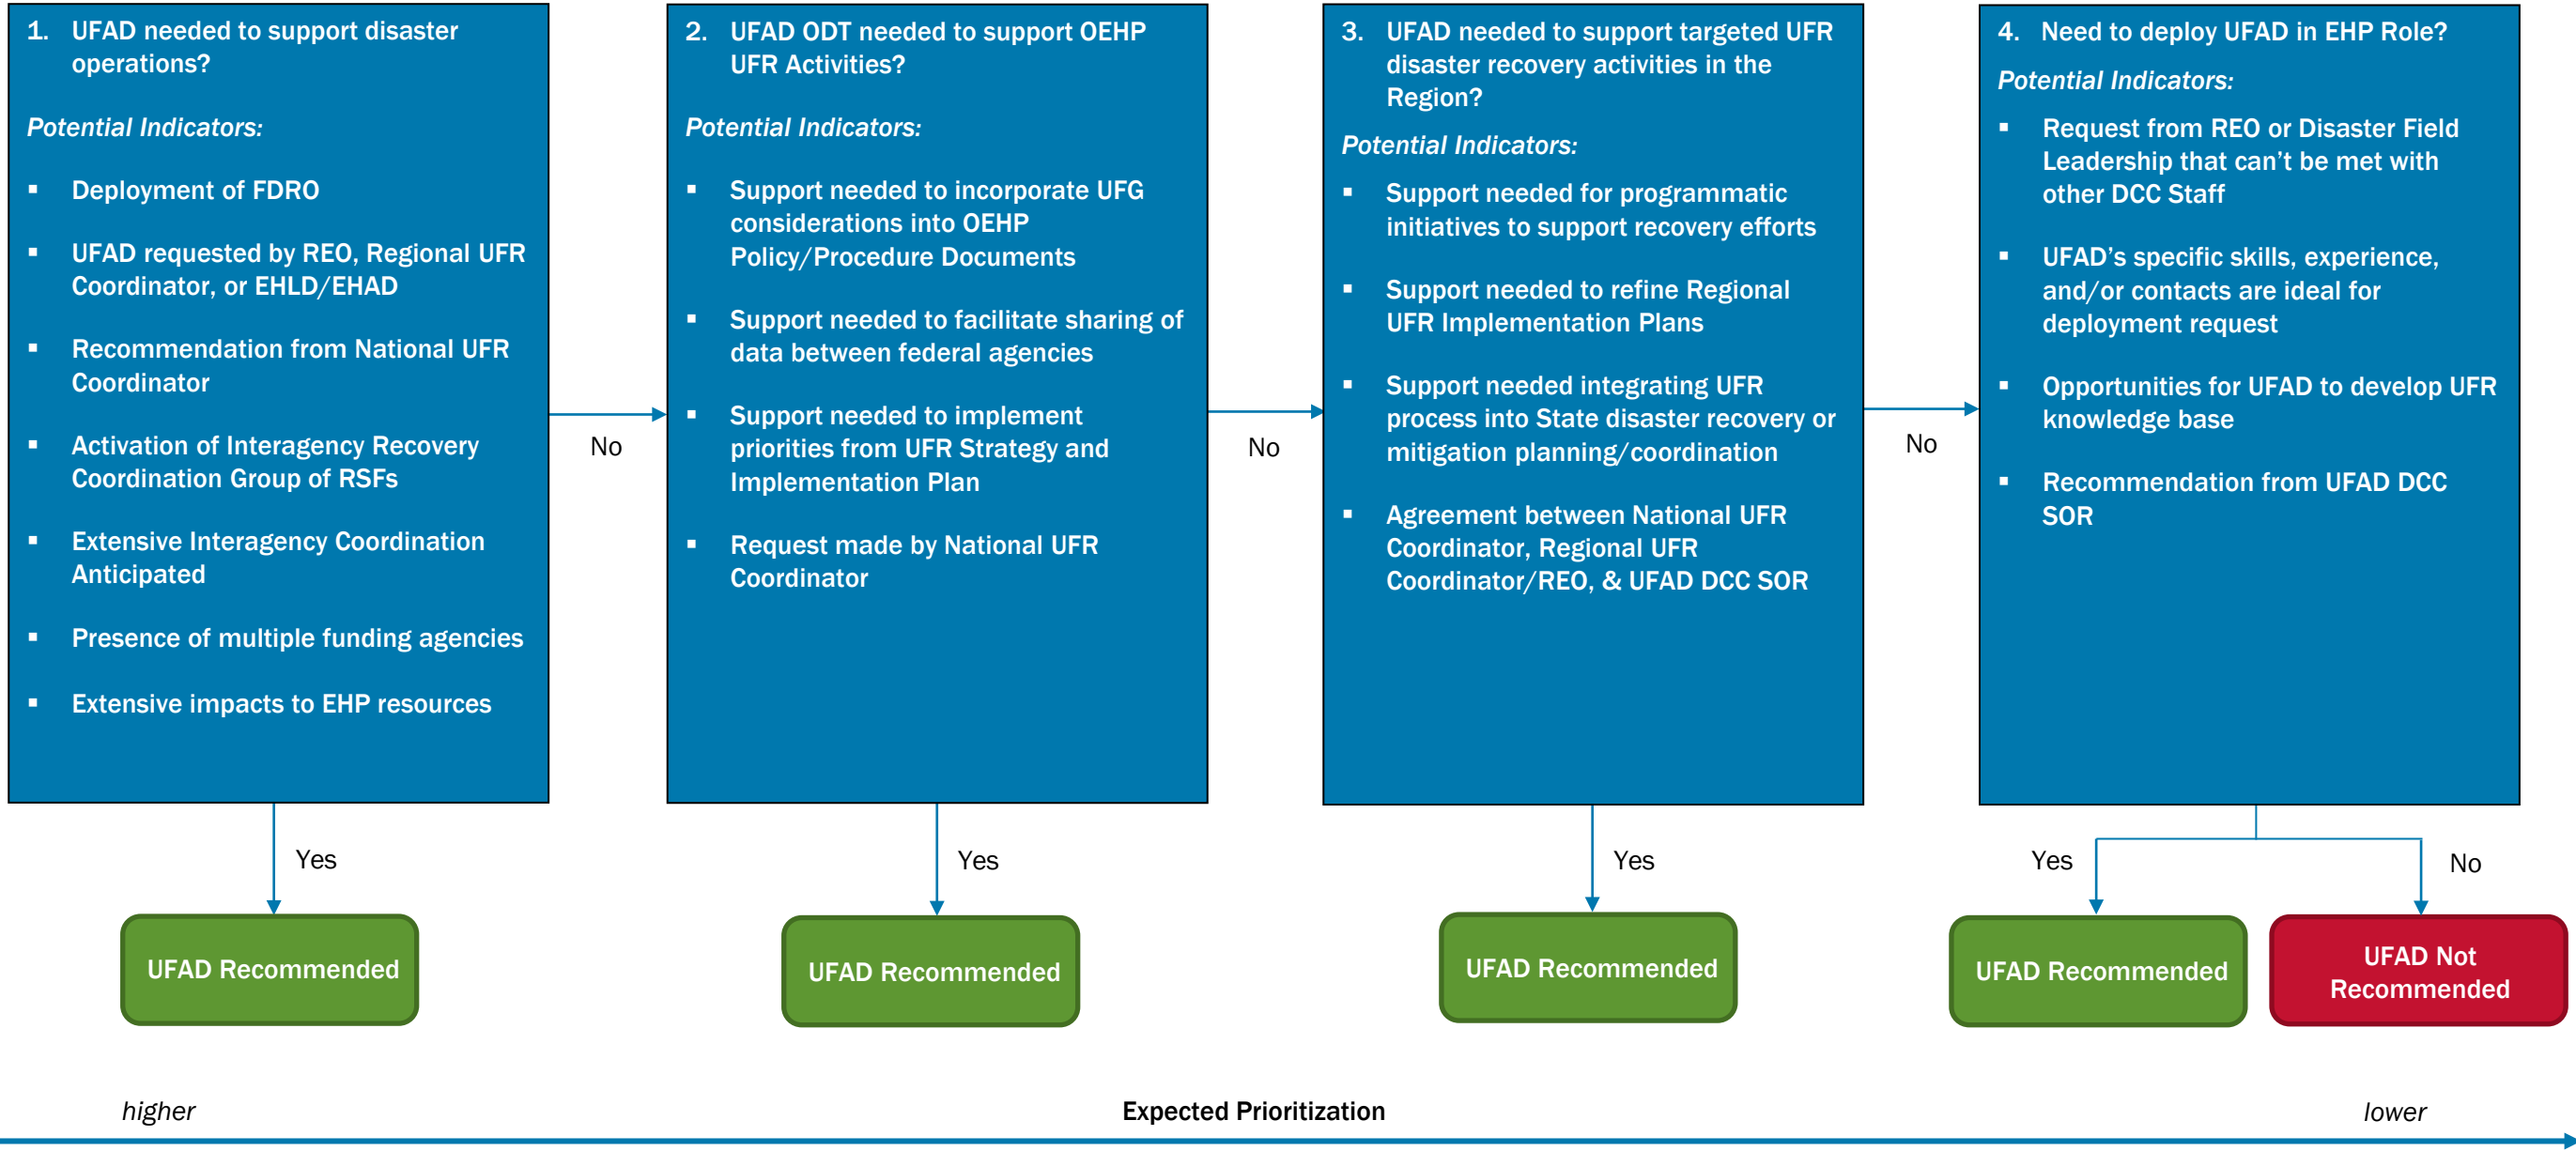 1. UFAD needed to support disaster
operations?
Potential Indicators:
▪ Deployment of FDRO
▪ UFAD requested by REO, Regional UFR
Coordinator, or EHLD/EHAD
▪ Recommendation from National UFR
Coordinator
▪ Activation of Interagency Recovery
Coordination Group of RSFs
▪ Extensive Interagency Coordination
Anticipated
▪ Presence of multiple funding agencies
▪ Extensive impacts to EHP resources
No
Yes
UFAD Recommended
2. UFAD ODT needed to support OEHP
UFR Activities?
Potential Indicators:
▪ Support needed to incorporate UFG
considerations into OEHP
Policy/Procedure Documents
▪ Support needed to facilitate sharing of
data between federal agencies
▪ Support needed to implement
priorities from UFR Strategy and
Implementation Plan
▪ Request made by National UFR
Coordinator
No
Yes
UFAD Recommended
3. UFAD needed to support targeted UFR
disaster recovery activities in the
Region?
Potential Indicators:
▪ Support needed for programmatic
initiatives to support recovery efforts
▪ Support needed to refine Regional
UFR Implementation Plans
▪ Support needed integrating UFR
process into State disaster recovery or
mitigation planning/coordination
▪ Agreement between National UFR
Coordinator, Regional UFR
Coordinator/REO, & UFAD DCC SOR
No
Yes
UFAD Recommended
4. Need to deploy UFAD in EHP Role?
Potential Indicators:
▪ Request from REO or Disaster Field
Leadership that can't be met with
other DCC Staff
▪ UFAD's specific skills, experience,
and/or contacts are ideal for
deployment request
▪ Opportunities for UFAD to develop UFR
knowledge base
▪ Recommendation from UFAD DCC
SOR
Yes
No
UFAD Recommended
UFAD Not
Recommended
higher
Expected Prioritization
lower